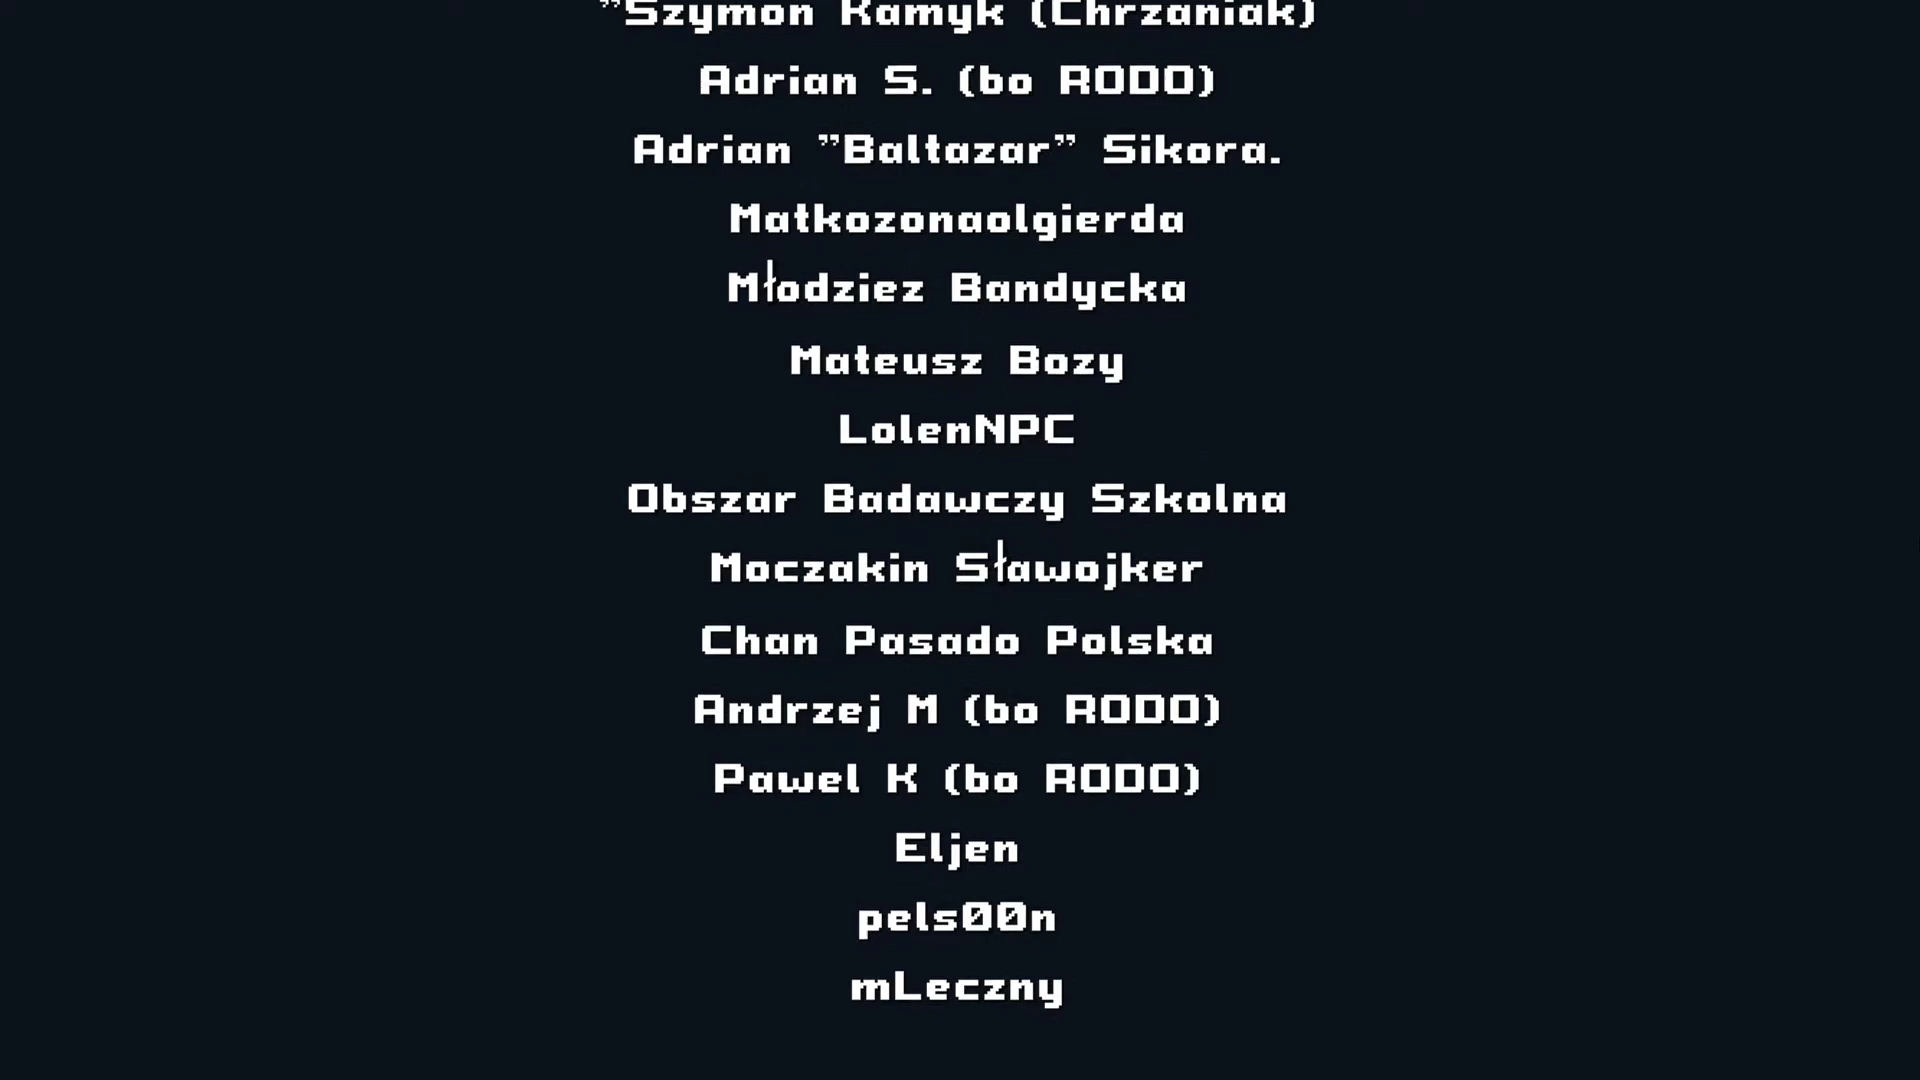 "Szymon Kamyk (Chrzaniak)
Adrian S. (bo RODO)
Adrian "Baltazar" Sikora.
Matkozonaolgierda
Młodziez Bandycka
Mateusz Bozy
LolenNPC
Obszar Badawczy Szkolna
Moczakin Sławojker
Chan Pasado Polska
Andrzej M (bo RODO)
Pawel K (bo RODO)
Eljen
pels00n
mLeczny